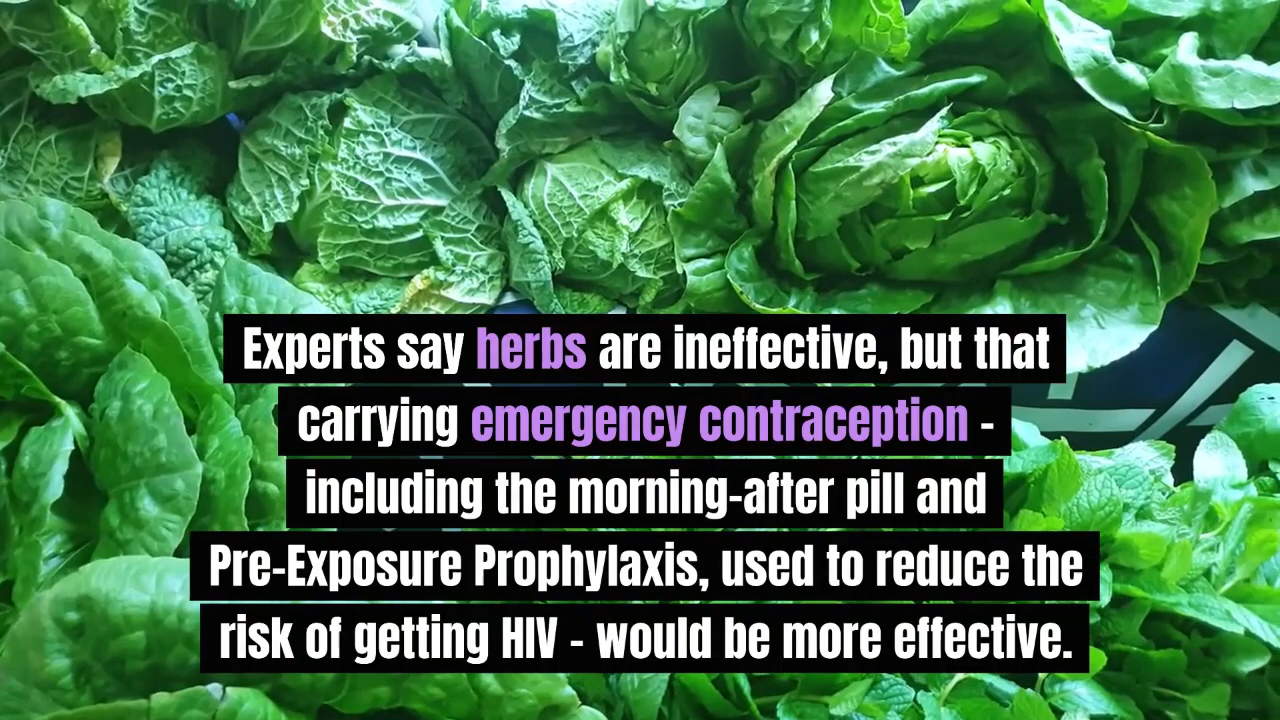 Experts say herbs are ineffective, but that
carrying emergency contraception -
including the morning-after pill and
Pre-Exposure Prophylaxis, used to reduce the
risk of getting HIV - would be more effective.